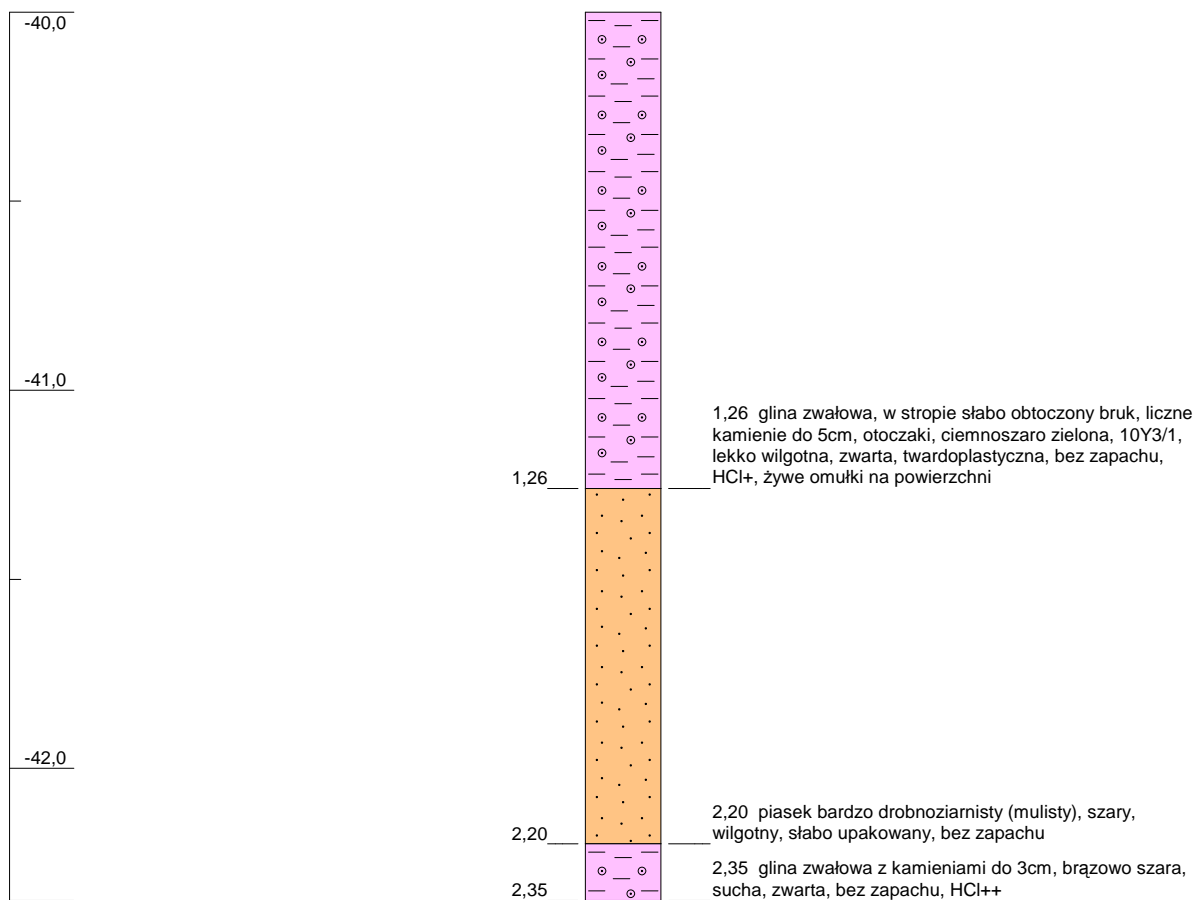 -40,0
-41,0
1,26 glina zwałowa, w stropie słabo obtoczony bruk, liczne
kamienie do 5cm, otoczaki, ciemnoszaro zielona, 10Y3/1,
lekko wilgotna, zwarta, twardoplastyczna, bez zapachu,
HCl+, żywe omułki na powierzchni
1,26
-42,0
2,20 piasek bardzo drobnoziarnisty (mulisty), szary,
wilgotny, słabo upakowany, bez zapachu
2,20
2,35 glina zwałowa z kamieniami do 3cm, brązowo szara,
sucha, zwarta, bez zapachu, HCl++
2,35